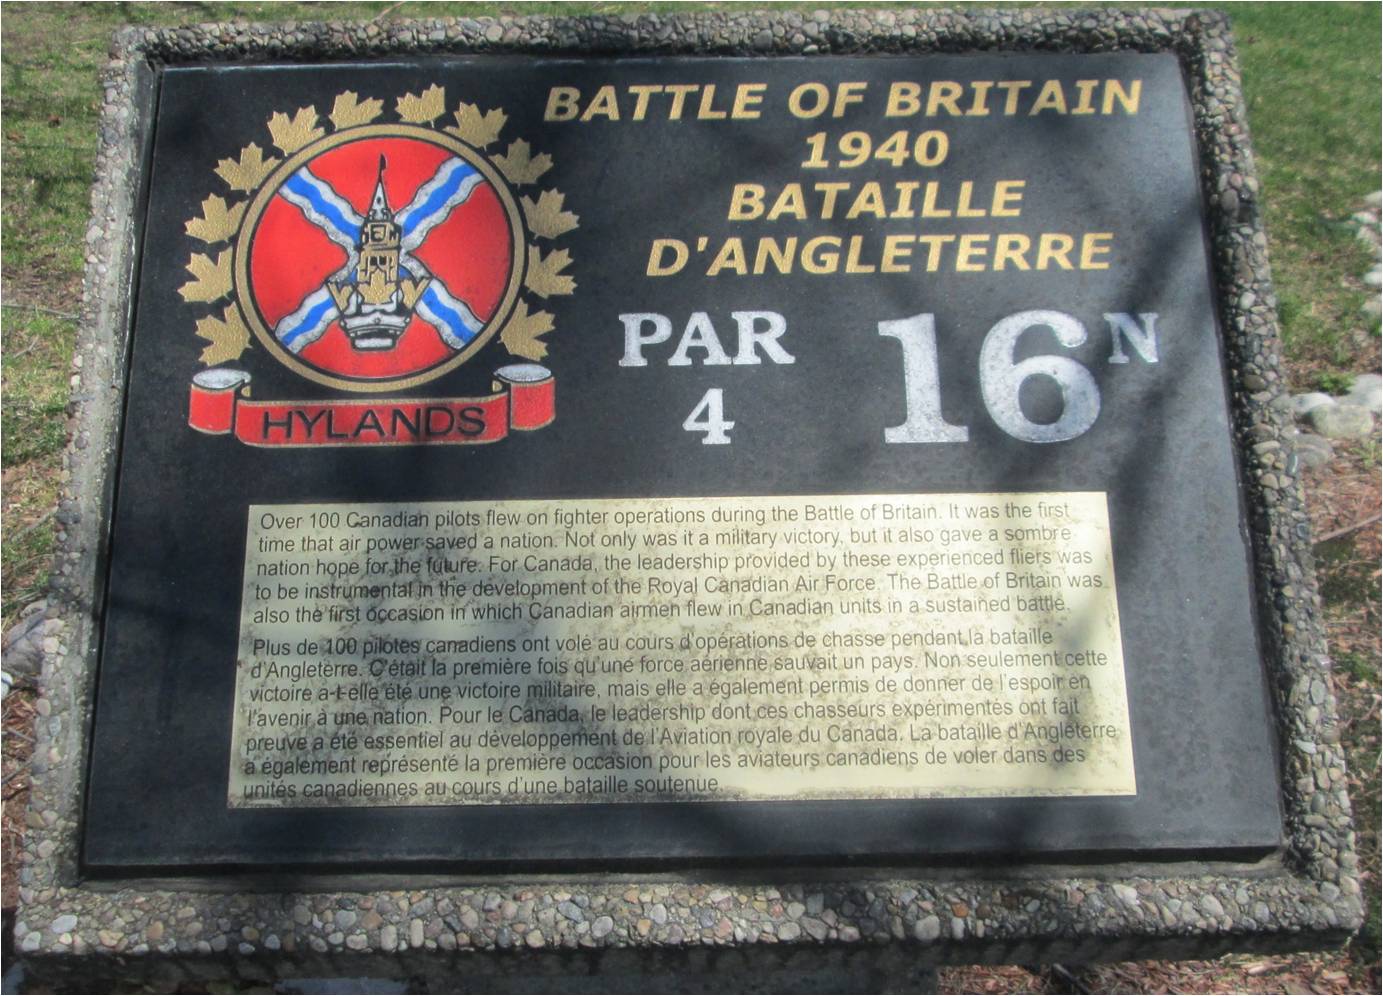 BATTLE OF BRITAIN
1940
BATAILLE
D'ANGLETERRE
PAR
4
16N
HYLANDS
Over 100 Canadian pilots flew on fighter operations during the Battle of Britain. It was the first
time that air power saved a nation. Not only was it a military victory, but it also gave a sombre
nation hope for the future. For Canada, the leadership provided by these experienced fliers was
to be instrumental in the development of the Royal Canadian Air Force. The Battle of Britain was
also the first occasion in which Canadian airmen flew in Canadian units in a sustained battle.
Plus de 100 pilotes canadiens ont volé au cours d'opérations de chasse pendent la bataille
d'Angleterre. C'était la première fois qu'une force aérienne sauvait un pays. Non seulement cette
victoire a-t-elle été une victoire militaire, mais elle a également permis de donner de l'espoir en
l'avenir à une nation. Pour le Canada, le leadership dont ces chasseurs expérimentés ont fait
preuve a été essentiel au développement de l'Aviation royale du Canada. La bataille d'Angleterre
a également représenté la première occasion pour les aviateurs canadiens de voler dans des
unités canadiennes au cours d'une bataille soutenue.